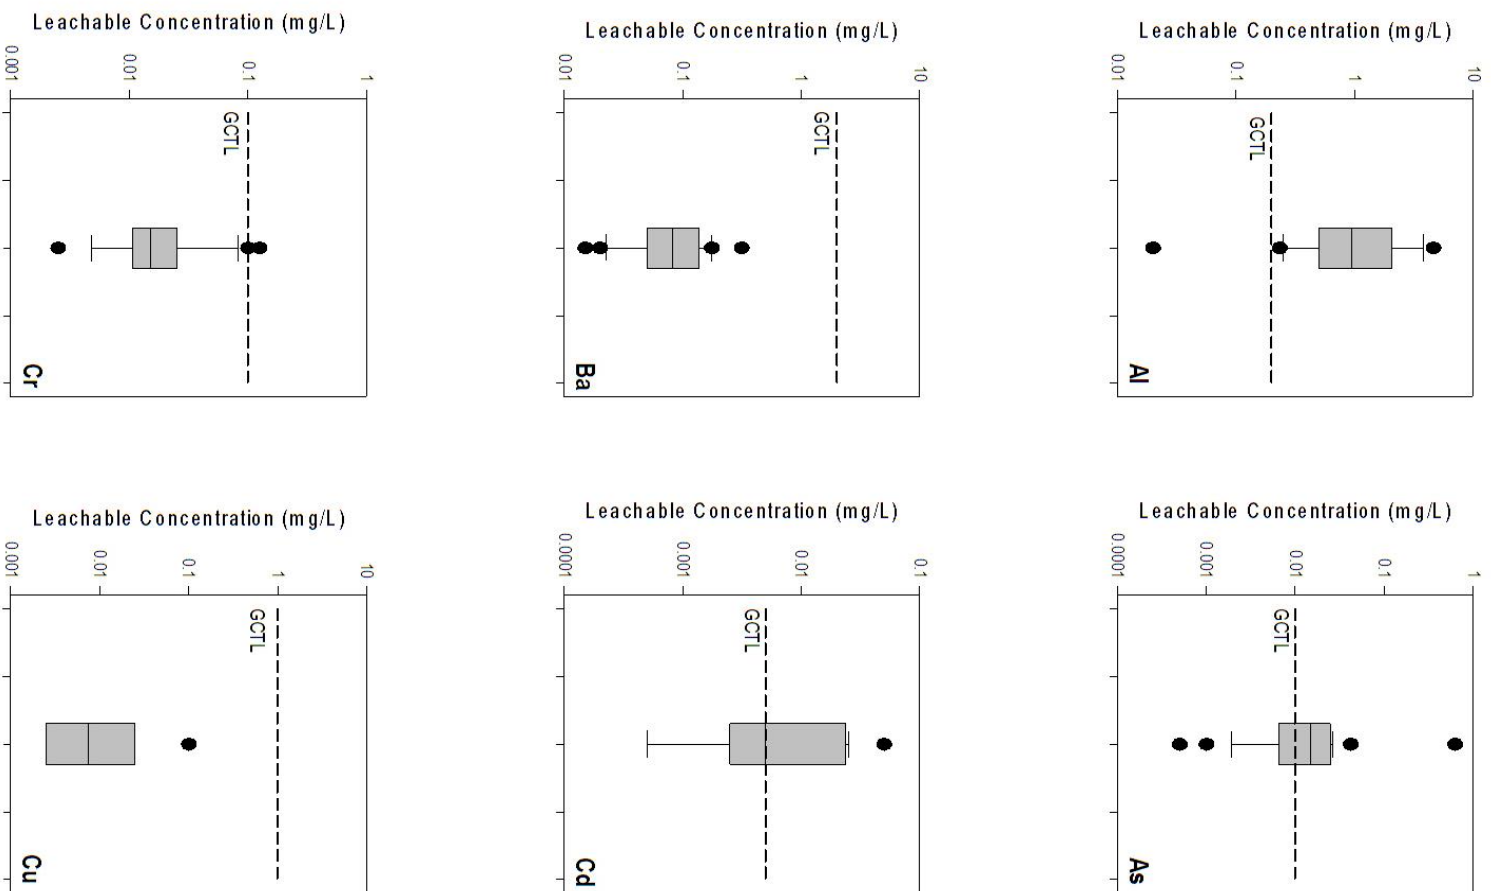 Leachable Concentration (mg/L)
0.01
0.1
1
10
GCTL
Al
Leachable Concentration (mg/L)
0.0001
0.001
0.01
0.10
1
GCTL
As
Leachable Concentration (mg/L)
0.01
0.1
1
10
GCTL
Ba
Leachable Concentration (mg/L)
0.0001
0.001
0.01
0.1
GCTL
Cd
Leachable Concentration (mg/L)
0.001
0.01
0.1
1
GCTL
Cr
Leachable Concentration (mg/L)
0.001
0.01
0.1
1
10
GCTL
Cu